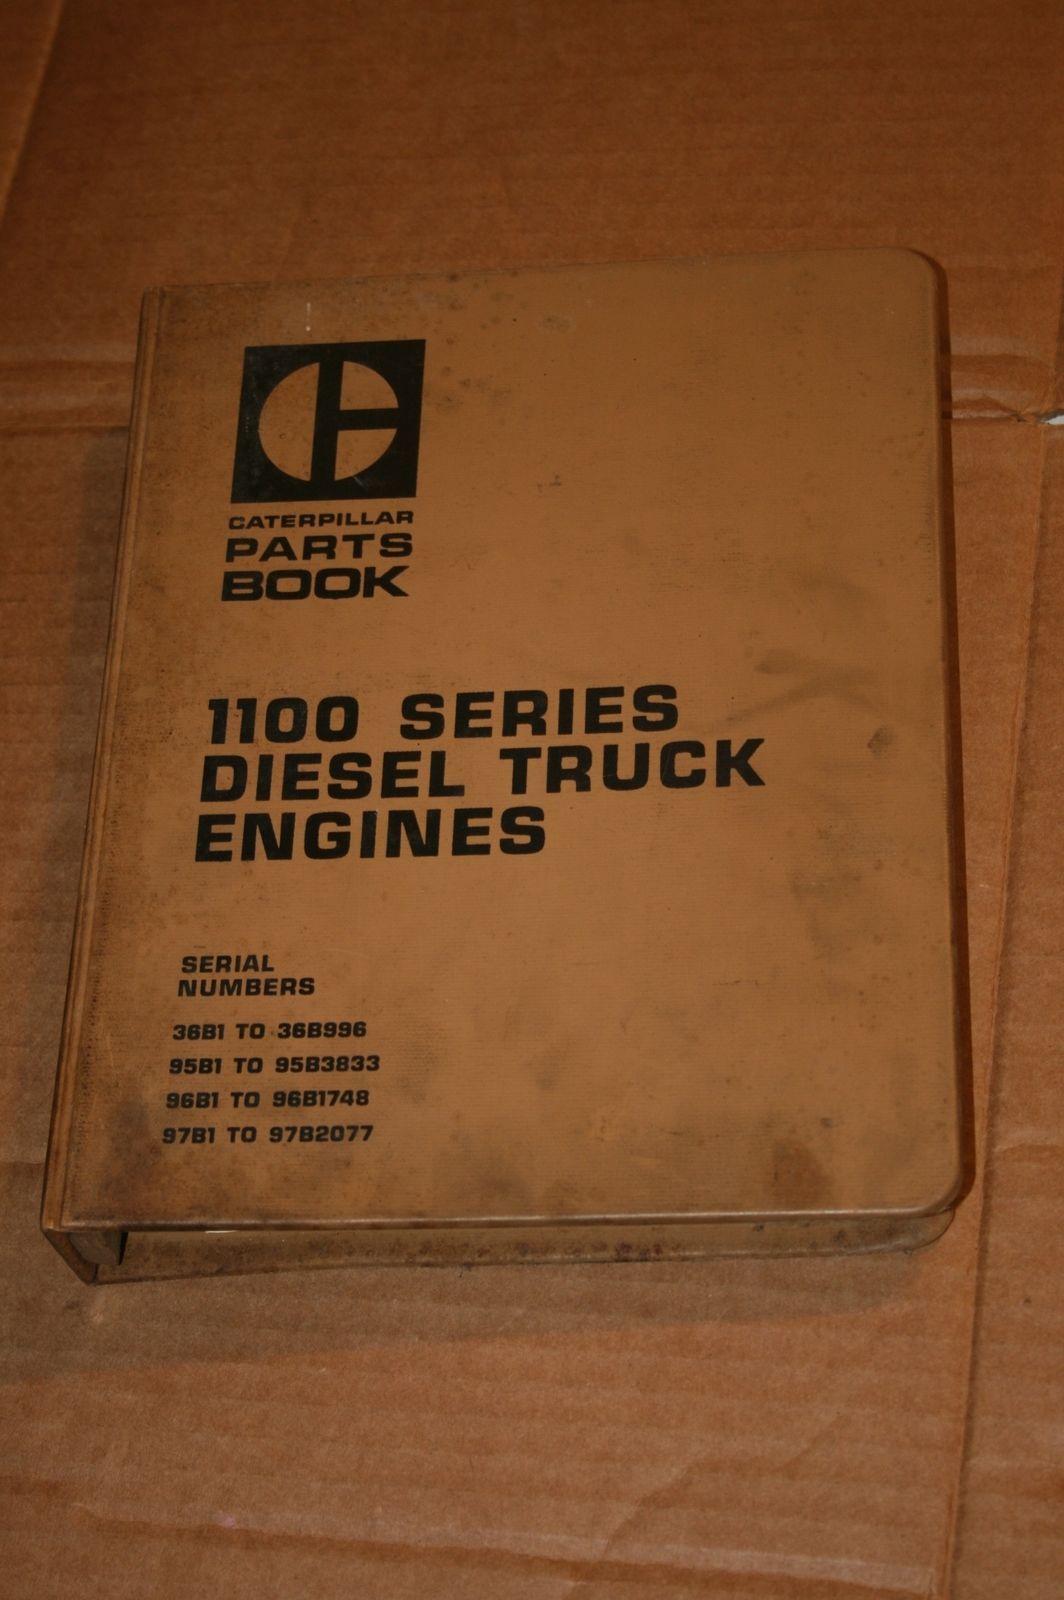 CATERPILLAR
PARTS
BOOK
1100 SERIES
DIESEL TRUCK
ENGINES
SERIAL
NUMBERS
36B1 TO 36B996
95B1 TO 95B3833
96B1 TO 96B1748
97B1 TO 97B2077